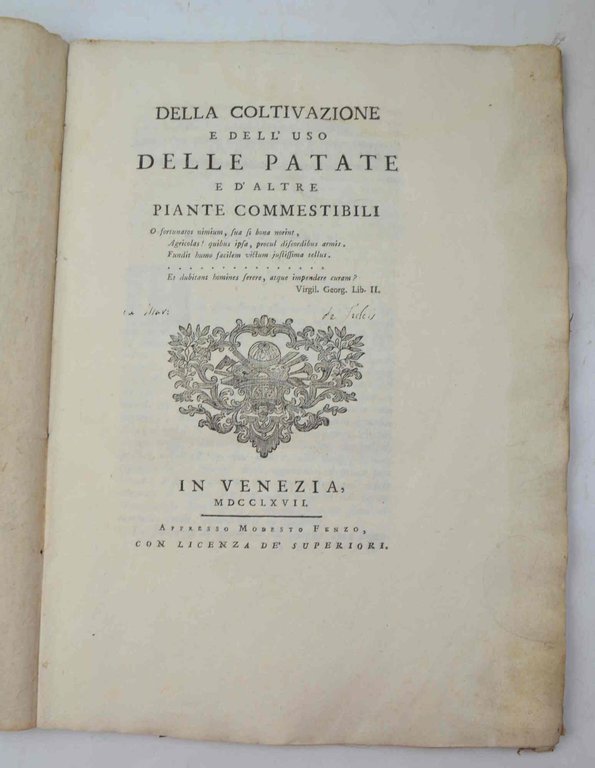 DELLA COLTIVAZIONE
E DELL' USO
DELLE PATATE
E D' ALTRE
PIANTE COMMESTIBILI
O fortunatos nimium, sua si bona norint,
Agricolas! quibus ipsa, procul discordibus armis.
Fundit humo facilem victum justissima tellus.
. . . . . . . . . . . . . . .
Et dubitant homines serere, atque impendere curam?
Virgil. Georg. Lib. II.
IN VENEZIA,
MDCCLXVII.
APPRESSO MODESTO FENZO,
CON LICENZA DE' SUPERIORI.